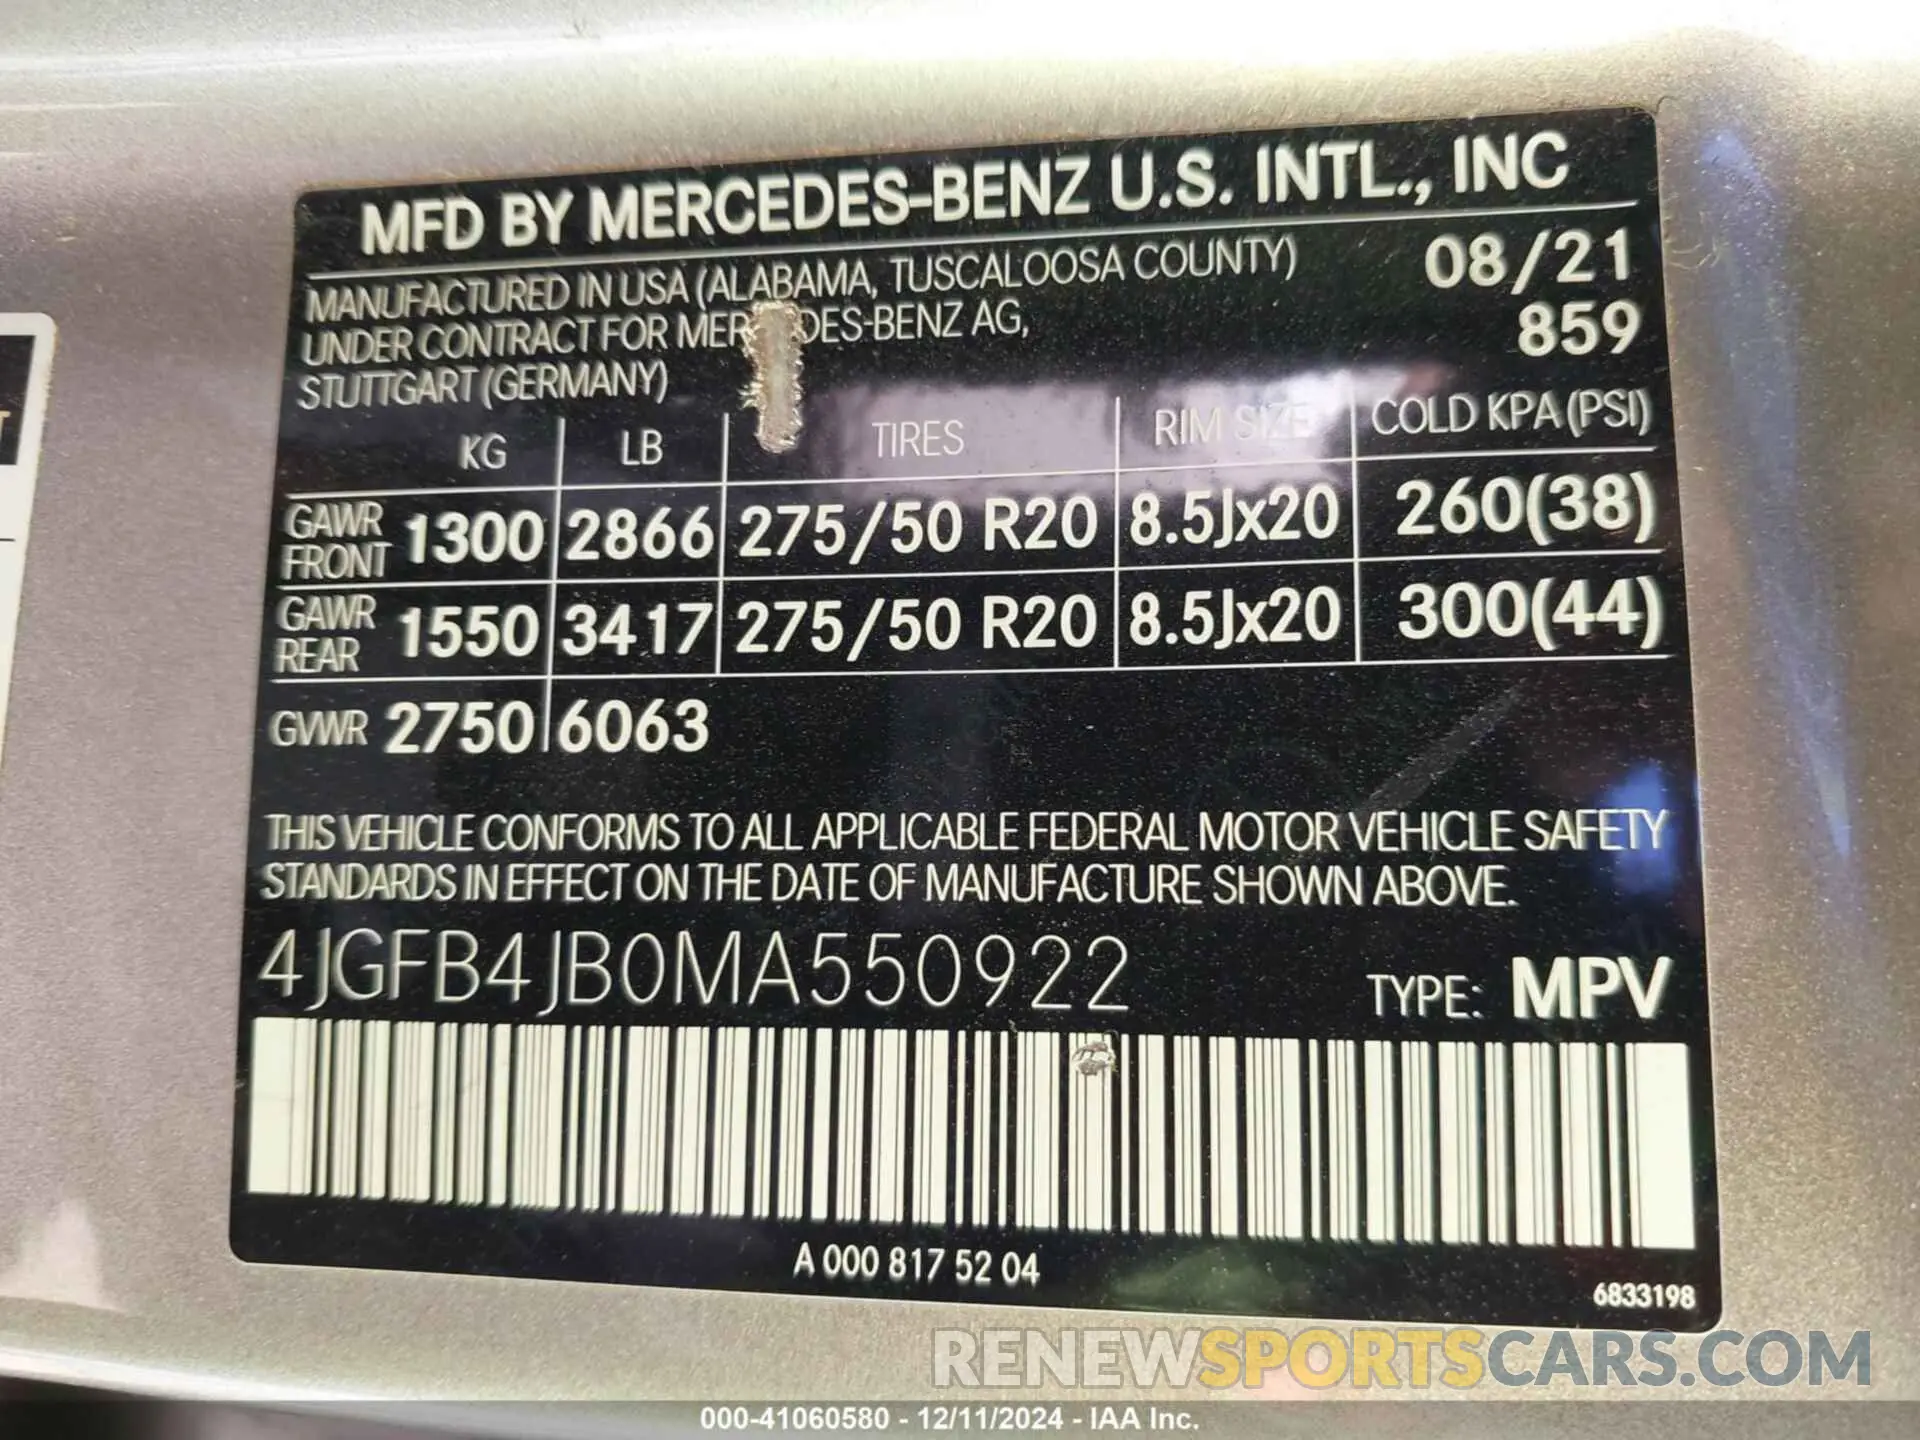 MFD BY MERCEDES-BENZ U.S. INTL., INC
MANUFACTURED IN USA (ALABAMA, TUSCALOOSA COUNTY) 08/21
UNDER CONTRACT FOR MERCEDES-BENZ AG, 859
STUTTGART (GERMANY)
KG LB TIRES RIM SIZE COLD KPA (PSI)
GAWR FRONT 1300 2866 275/50 R20 8.5Jx20 260(38)
GAWR REAR 1550 3417 275/50 R20 8.5Jx20 300(44)
GVWR 2750 6063
THIS VEHICLE CONFORMS TO ALL APPLICABLE FEDERAL MOTOR VEHICLE SAFETY
STANDARDS IN EFFECT ON THE DATE OF MANUFACTURE SHOWN ABOVE.
4JGFB4JB0MA550922 TYPE: MPV
A 000 817 52 04
6833198
RENEWSPORTSCARS.COM
000-41060580 - 12/11/2024 - IAA Inc.